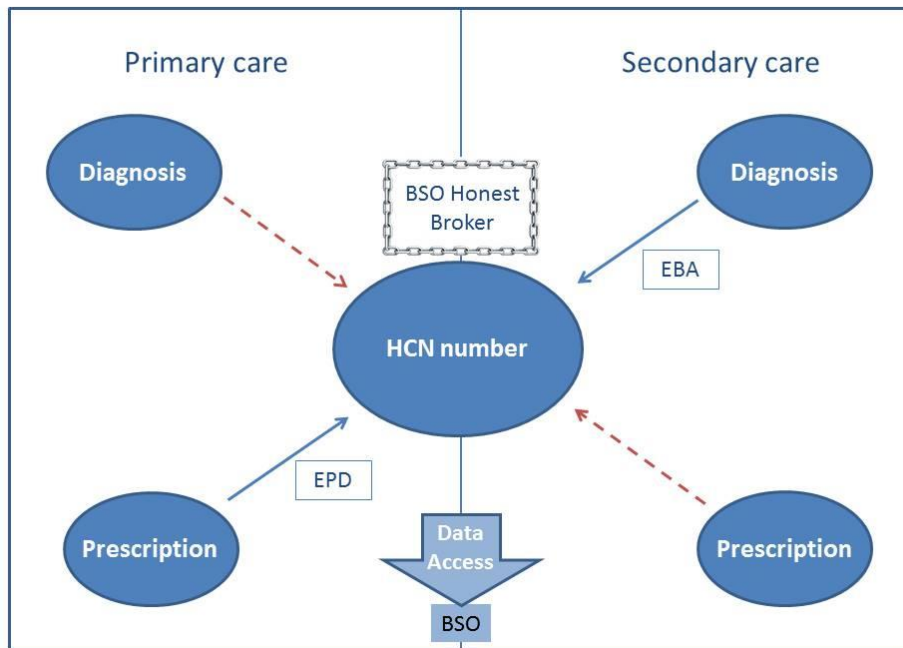 Primary care
Secondary care
Diagnosis
Diagnosis
BSO Honest
Broker
EBA
HCN number
EPD
Prescription
Data
Access
Prescription
BSO